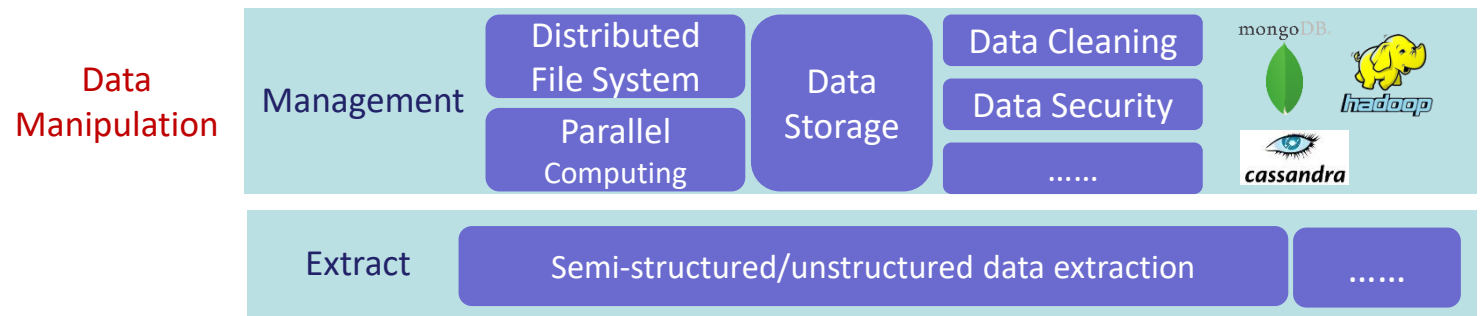 Data
Manipulation
Management
Distributed
File System
Parallel
Computing
Data
Storage
Data Cleaning
Data Security
......
mongoDB.
hadoop
cassandra
Extract
Semi-structured/unstructured data extraction
......